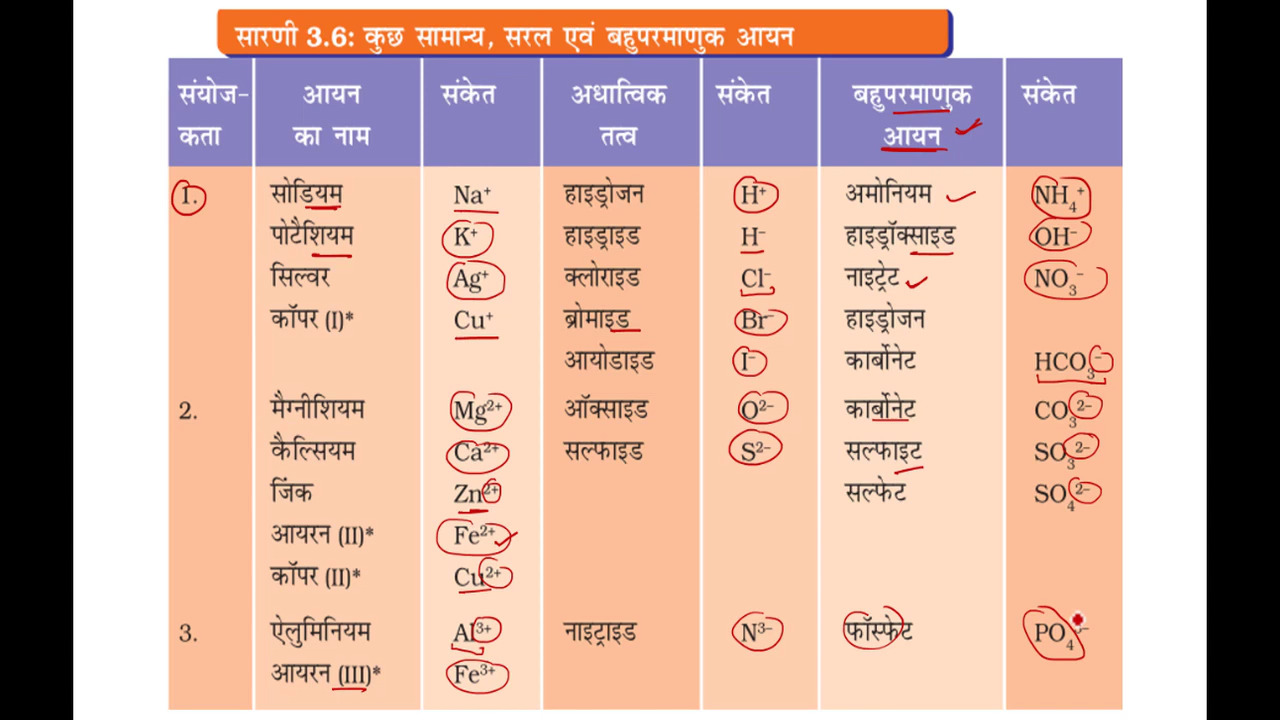 सारणी 3.6: कुछ सामान्य, सरल एवं बहुपरमाणुक आयन
संयोज- आयन संकेत अधात्विक संकेत बहुपरमाणुक संकेत
कता का नाम तत्व आयन
1. सोडियम Na⁺ हाइड्रोजन H⁺ अमोनियम NH₄⁺
पोटैशियम K⁺ हाइड्राइड H⁻ हाइड्रॉक्साइड OH⁻
सिल्वर Ag⁺ क्लोराइड Cl⁻ नाइट्रेट NO₃⁻
कॉपर (I)* Cu⁺ ब्रोमाइड Br⁻ हाइड्रोजन
आयोडाइड I⁻ कार्बोनेट HCO₃⁻
2. मैग्नीशियम Mg²⁺ ऑक्साइड O²⁻ कार्बोनेट CO₃²⁻
कैल्सियम Ca²⁺ सल्फाइड S²⁻ सल्फाइट SO₃²⁻
जिंक Zn²⁺ सल्फेट SO₄²⁻
आयरन (II)* Fe²⁺
कॉपर (II)* Cu²⁺
3. ऐलुमिनियम Al³⁺ नाइट्राइड N³⁻ फॉस्फेट PO₄⁻
आयरन (III)* Fe³⁺